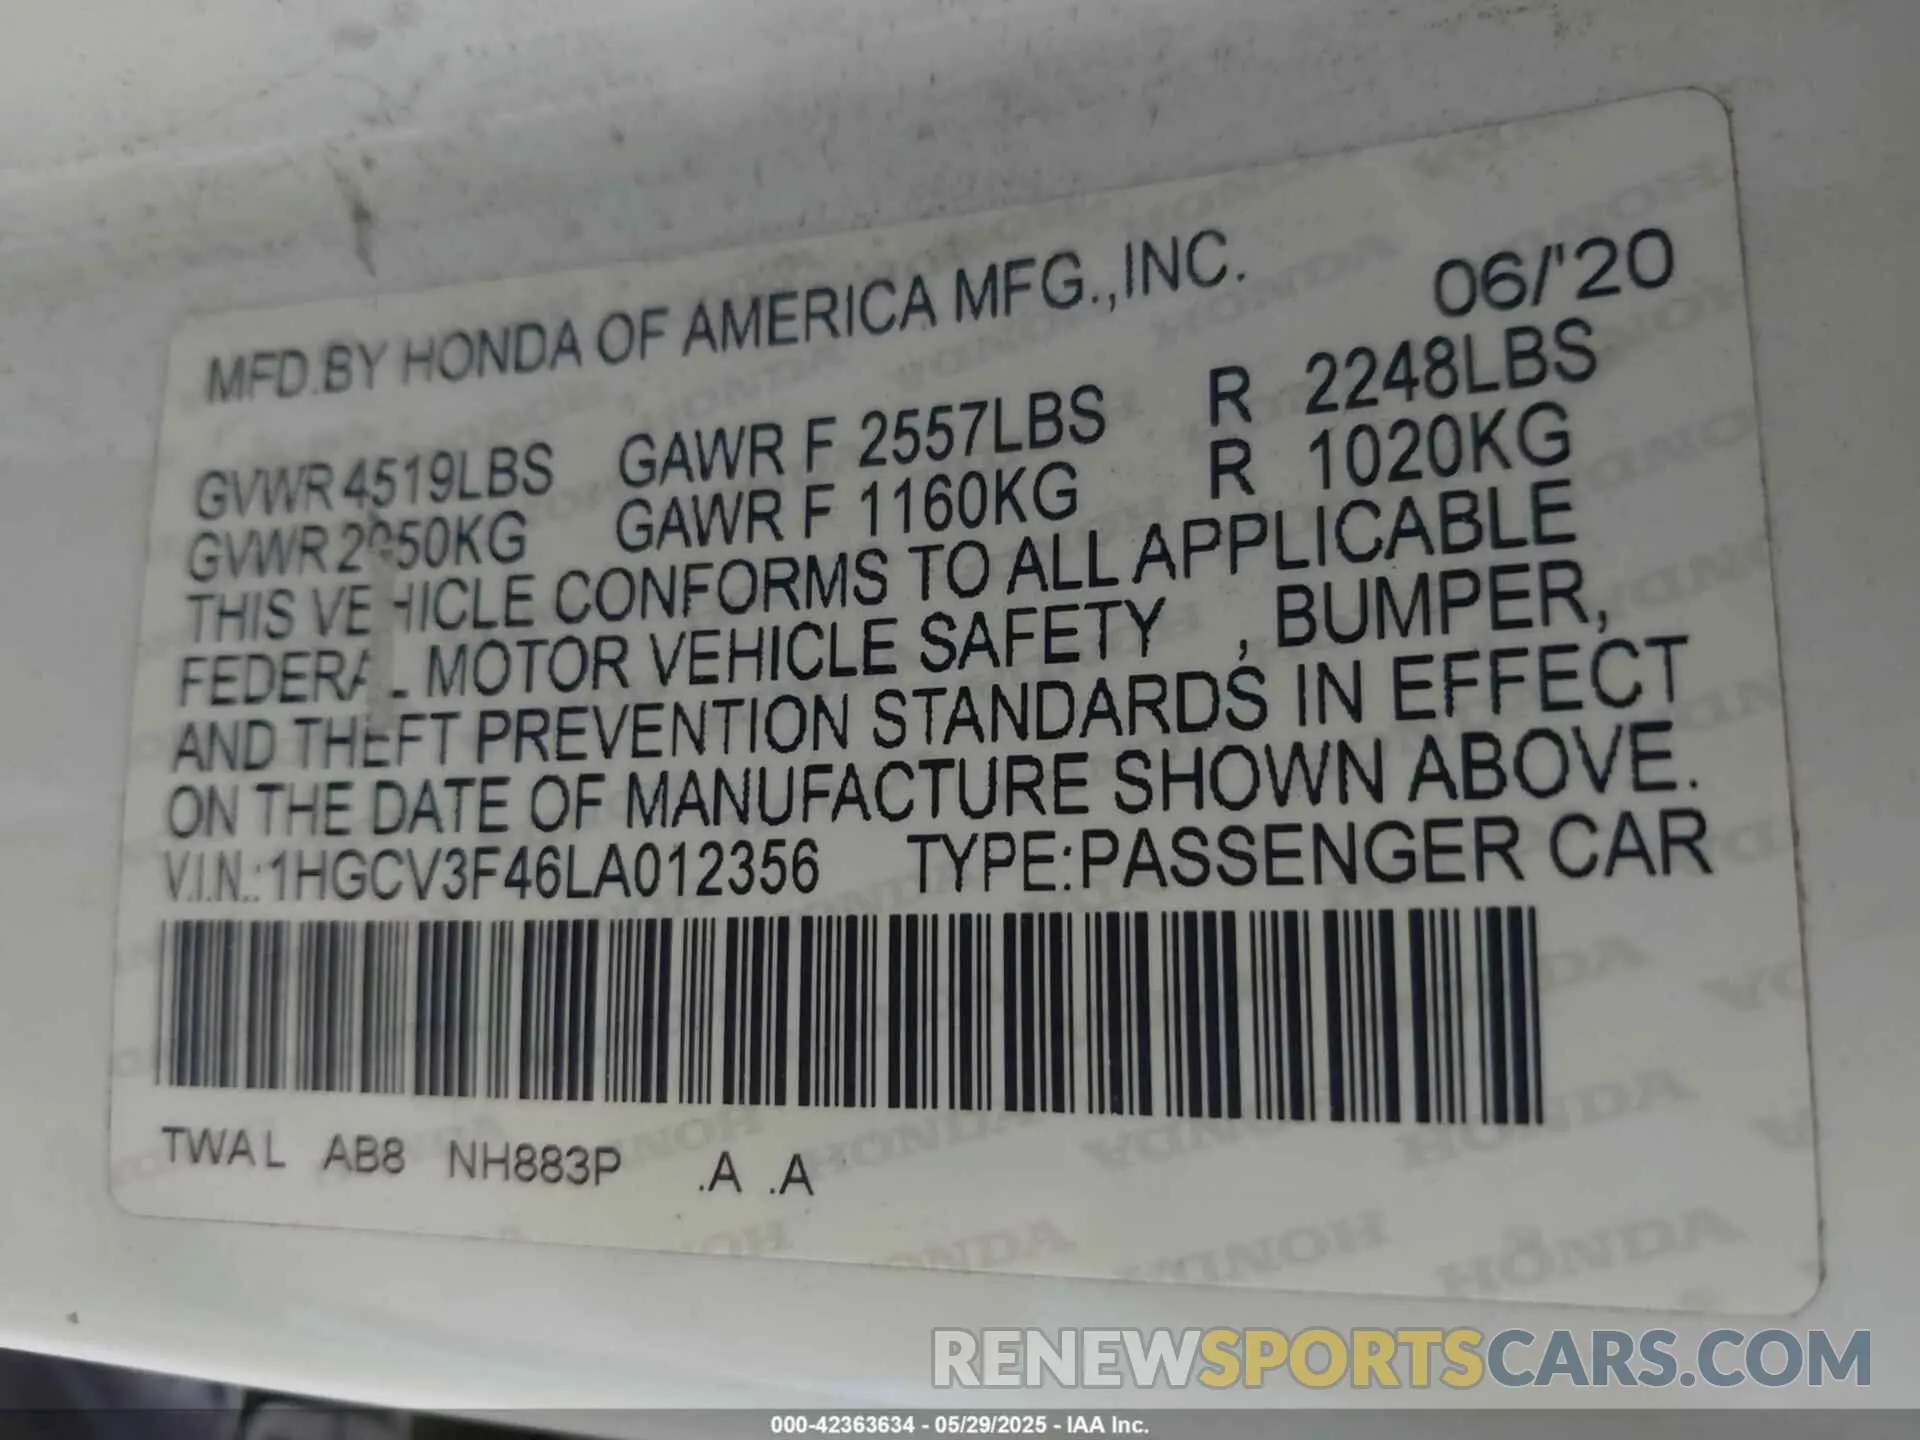 MFD.BY HONDA OF AMERICA MFG.,INC. 06/'20
GVWR 4519LBS GAWR F 2557LBS R 2248LBS
GVWR 2050KG GAWR F 1160KG R 1020KG
THIS VEHICLE CONFORMS TO ALL APPLICABLE
FEDERAL MOTOR VEHICLE SAFETY , BUMPER,
AND THEFT PREVENTION STANDARDS IN EFFECT
ON THE DATE OF MANUFACTURE SHOWN ABOVE.
V.I.N.:1HGCV3F46LA012356 TYPE:PASSENGER CAR
TWAL AB8 NH883P .A .A
RENEWSPORTSCARS.COM
000-42363634 - 05/29/2025 - IAA Inc.